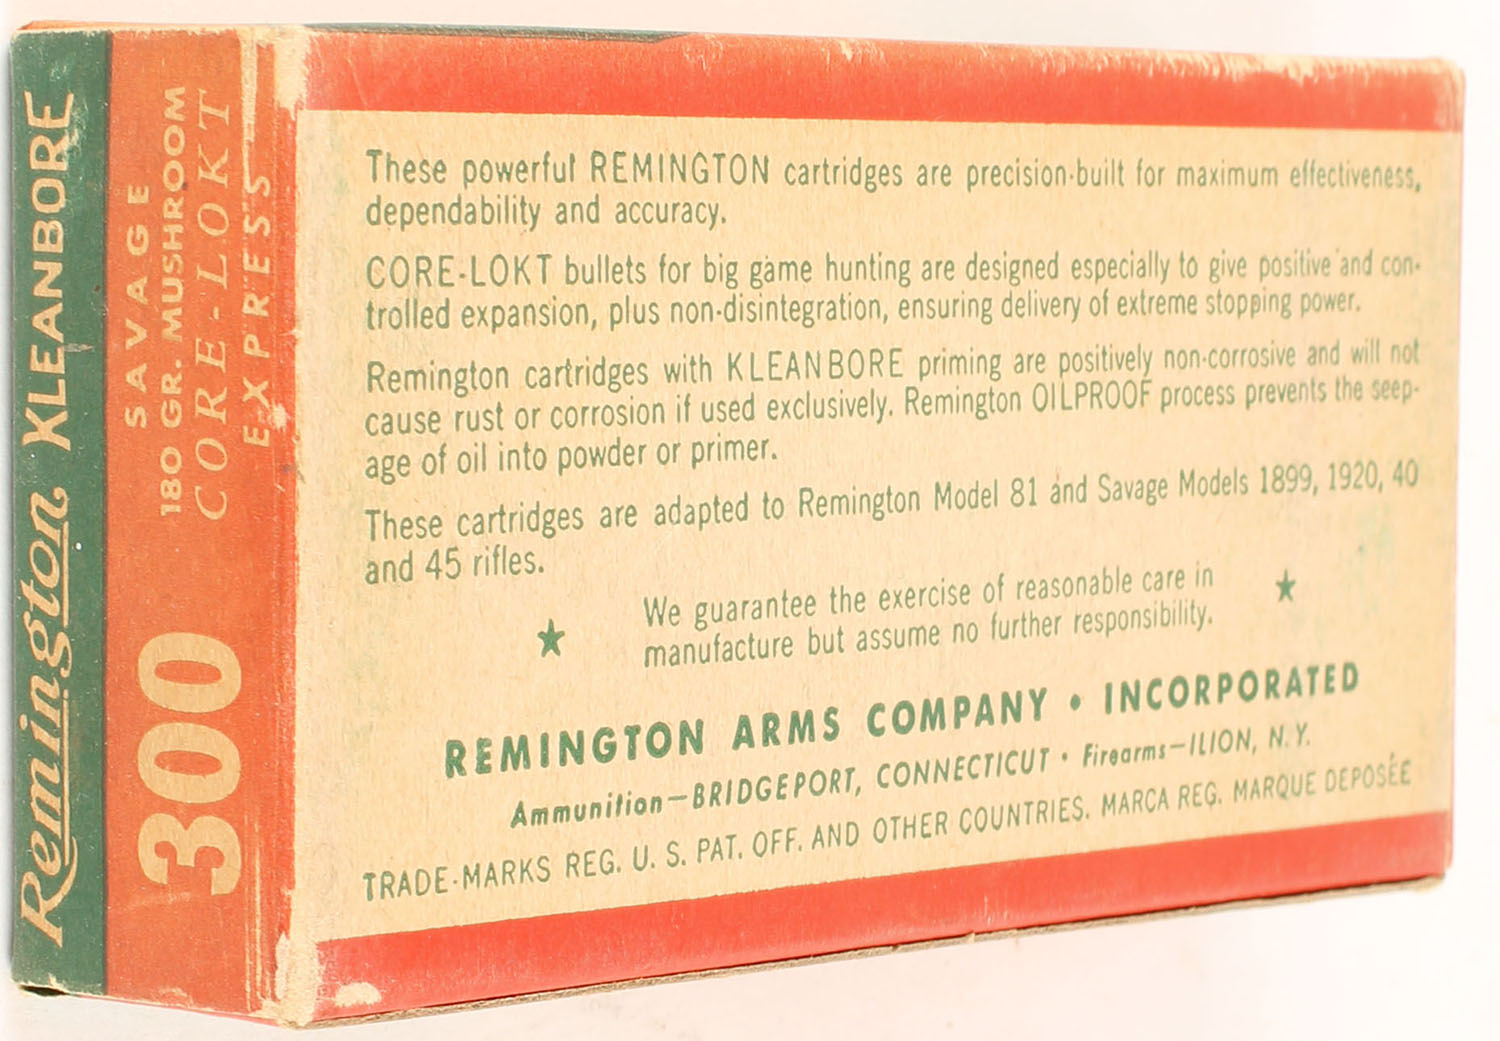 Remington KLEANBORE
300
SAVAGE
180 GR. MUSHROOM
CORE-LOKT
EXPRESS
These powerful REMINGTON cartridges are precision-built for maximum effectiveness,
dependability and accuracy.
CORE-LOKT bullets for big game hunting are designed especially to give positive and con-
trolled expansion, plus non-disintegration, ensuring delivery of extreme stopping power.
Remington cartridges with KLEANBORE priming are positively non-corrosive and will not
cause rust or corrosion if used exclusively. Remington OILPROOF process prevents the seep-
age of oil into powder or primer.
These cartridges are adapted to Remington Model 81 and Savage Models 1899, 1920, 40
and 45 rifles.
We guarantee the exercise of reasonable care in
manufacture but assume no further responsibility.
REMINGTON ARMS COMPANY • INCORPORATED
Ammunition—BRIDGEPORT, CONNECTICUT • Firearms—ILION, N.Y.
TRADE-MARKS REG. U. S. PAT. OFF. AND OTHER COUNTRIES. MARCA REG. MARQUE DEPOSÉE